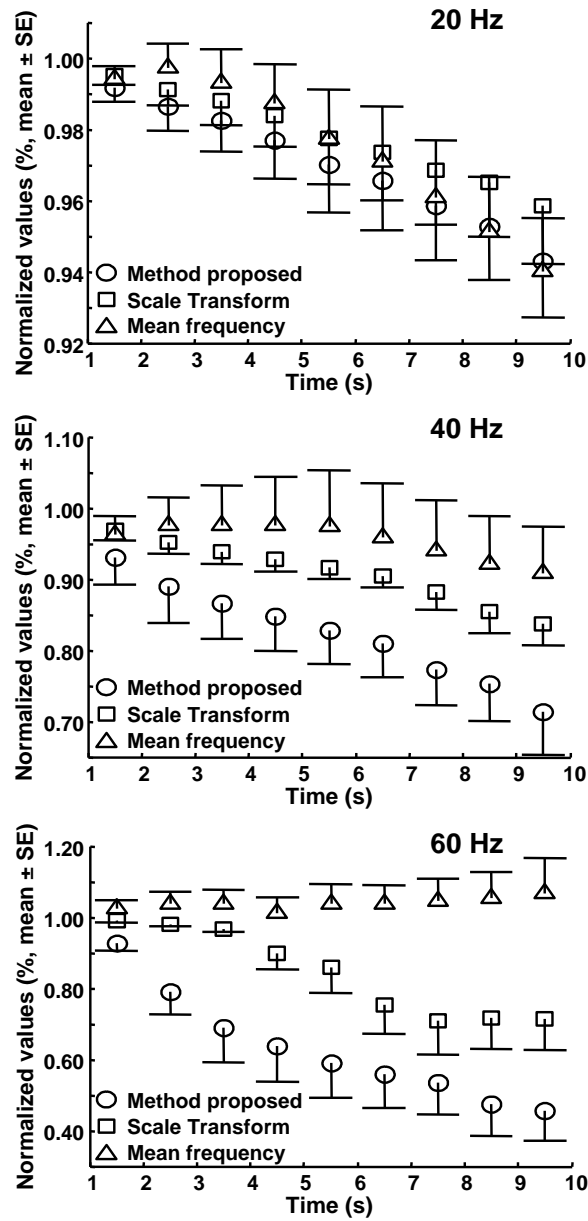 20 Hz
Normalized values (%, mean ± SE)
1.00
0.98
0.96
0.94
0.92
Method proposed
Scale Transform
Mean frequency
1 2 3 4 5 6 7 8 9 10
Time (s)
40 Hz
Normalized values (%, mean ± SE)
1.10
1.00
0.90
0.80
0.70
Method proposed
Scale Transform
Mean frequency
1 2 3 4 5 6 7 8 9 10
Time (s)
60 Hz
Normalized values (%, mean ± SE)
1.20
1.00
0.80
0.60
0.40
Method proposed
Scale Transform
Mean frequency
1 2 3 4 5 6 7 8 9 10
Time (s)